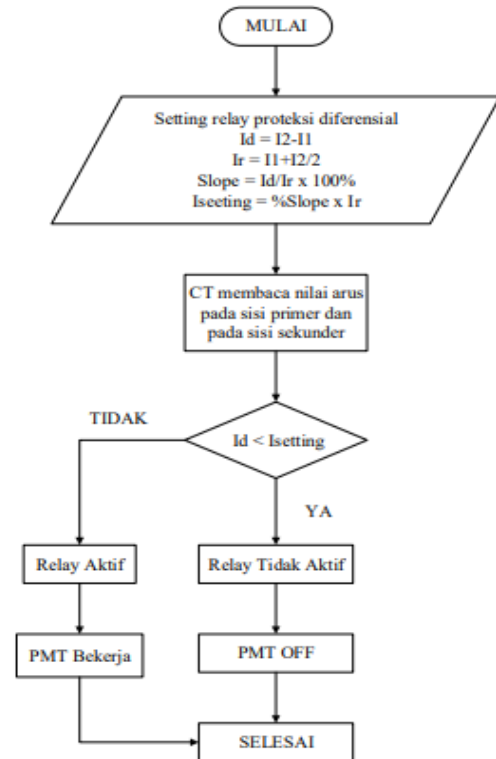 MULAI
Setting relay proteksi diferensial
Id = I2-I1
Ir = I1+I2/2
Slope = Id/Ir x 100%
Iseeting = %Slope x Ir
CT membaca nilai arus
pada sisi primer dan
pada sisi sekunder
TIDAK
Id < Isetting
YA
Relay Aktif
Relay Tidak Aktif
PMT Bekerja
PMT OFF
SELESAI